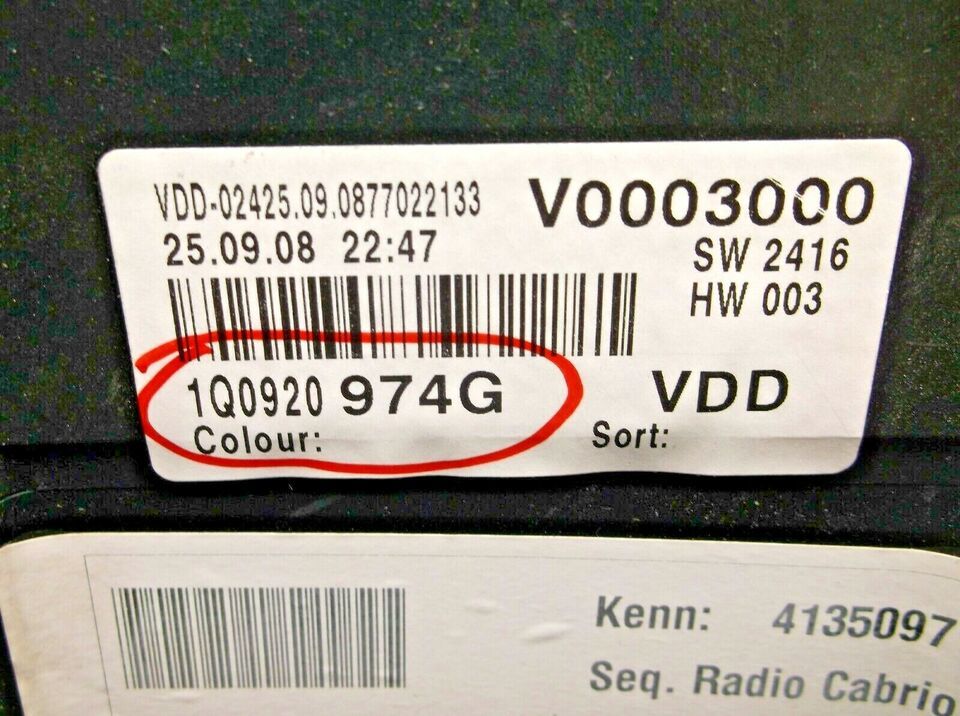 VDD-02425.09.0877022133
V0003000
25.09.08 22:47
SW 2416
HW 003
1Q0920 974G
VDD
Colour:
Sort:
Kenn: 4135097
Seq. Radio Cabrio